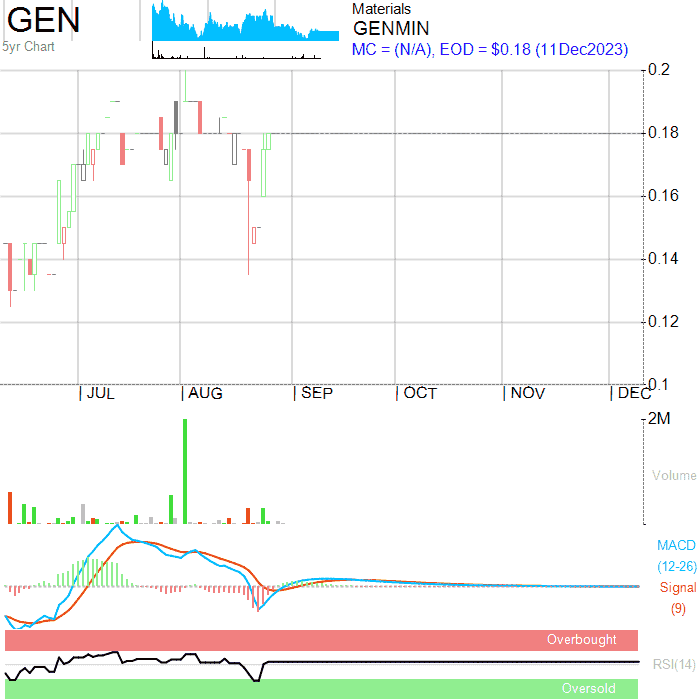 GEN
5yr Chart
Materials
GENMIN
MC = (N/A), EOD = $0.18 (11Dec2023)
0.2
0.18
0.16
0.14
0.12
0.1
JUL AUG SEP OCT NOV DEC
2M
Volume
MACD
(12-26)
Signal
(9)
Overbought
RSI(14)
Oversold